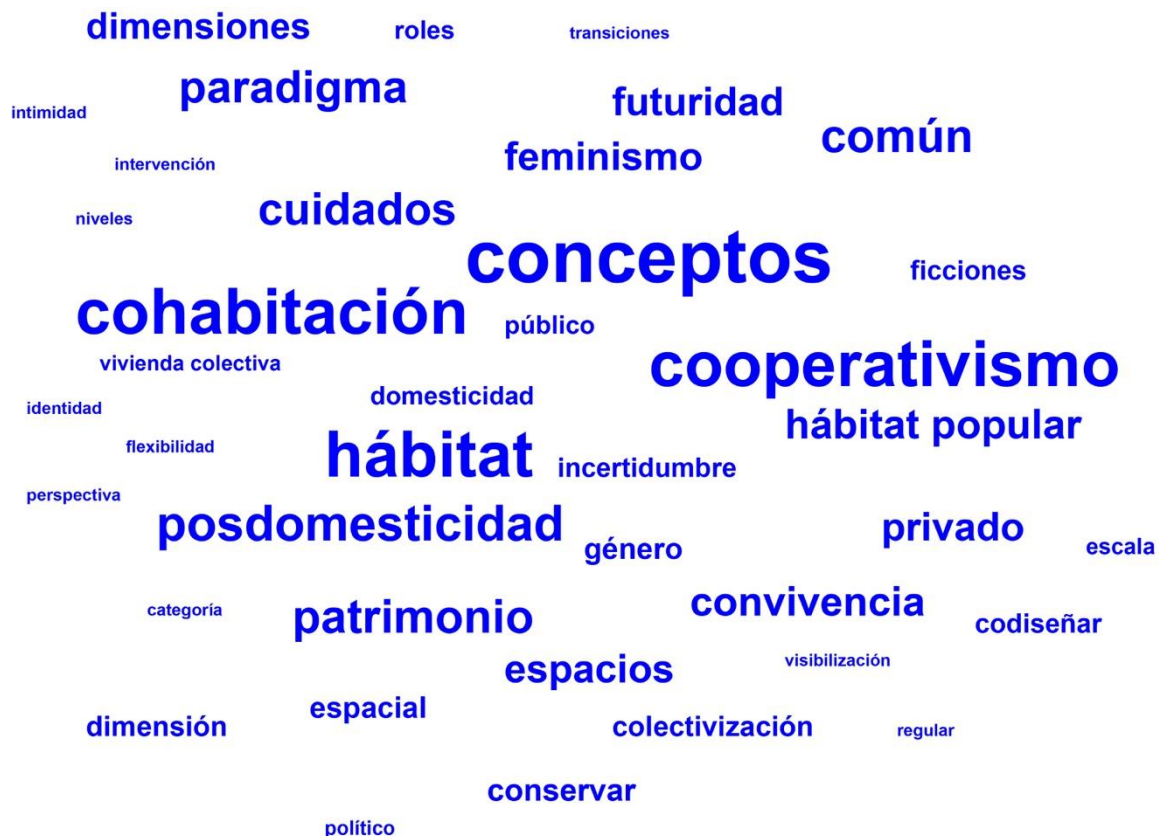 dimensiones
roles
transiciones
paradigma
futuridad
intimidad
común
feminismo
intervención
cuidados
niveles
conceptos
ficciones
cohabitación
público
vivienda colectiva
cooperativismo
domesticidad
identidad
hábitat popular
flexibilidad
hábitat
incertidumbre
perspectiva
posdomesticidad
privado
género
escala
categoría
patrimonio
convivencia
codiseñar
espacios
visibilización
espacial
dimensión
colectivización
regular
conservar
político